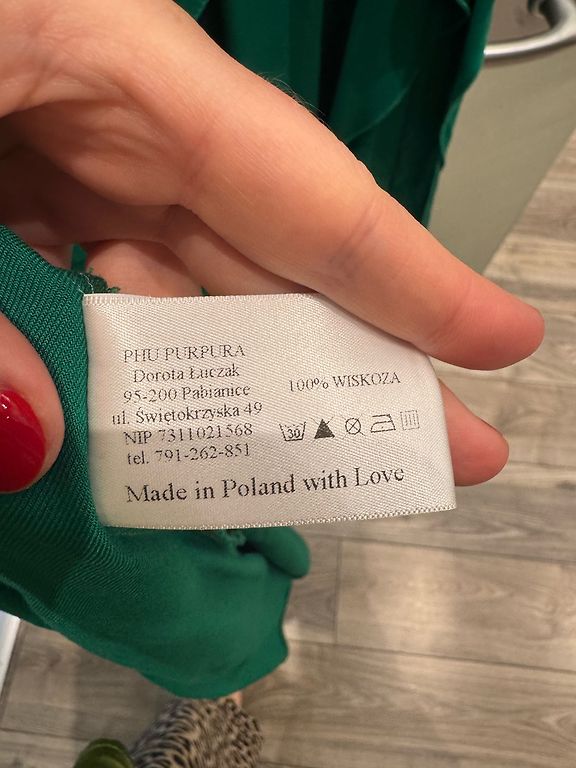 PHU PURPURA
Dorota Łuczak
95-200 Pabianice
ul. Świętokrzyska 49
NIP 7311021568
tel. 791-262-851
100% WISKOZA
30
Made in Poland with Love